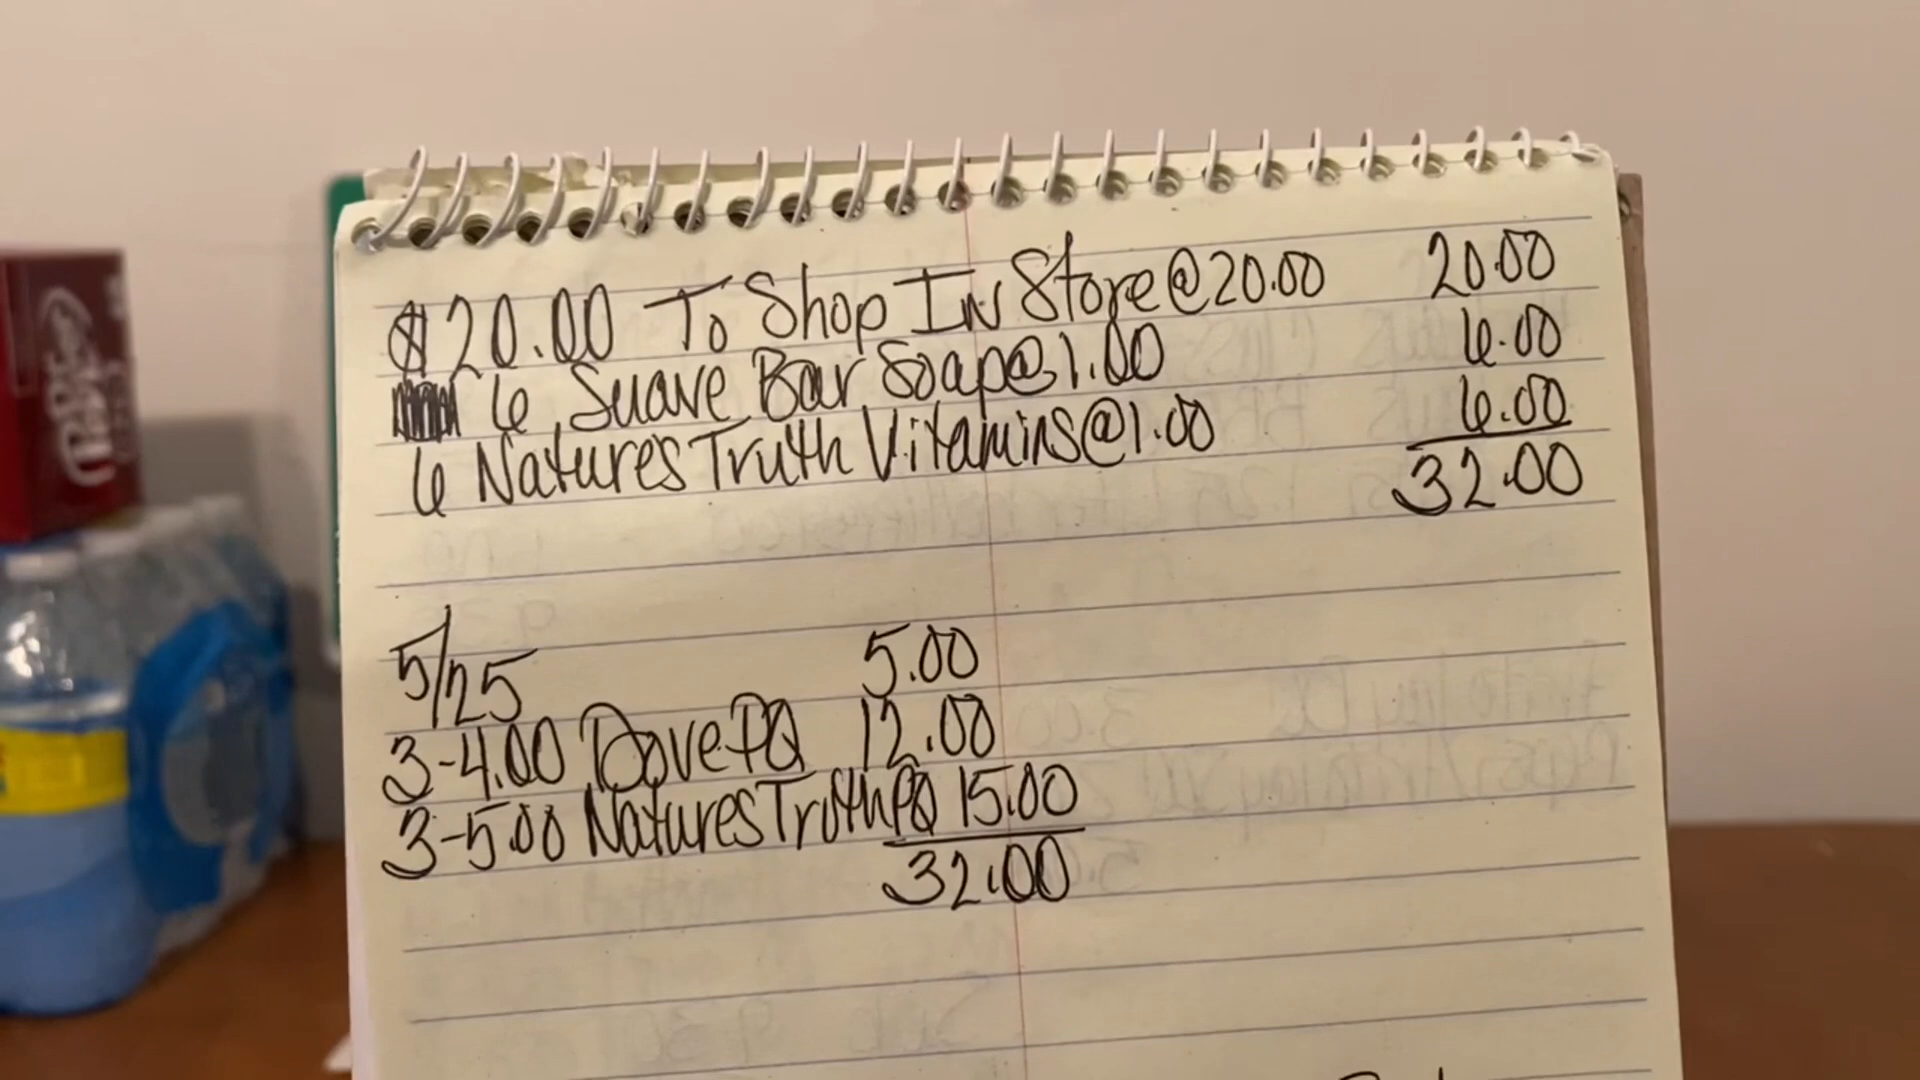 $20.00 To Shop In Store @ 20.00 20.00
6 Suave Bar Soap @ 1.00 6.00
6 Natures Truth Vitamins @ 1.00 6.00
32.00
5/25 5.00
3-4.00 Dove PQ 12.00
3-5.00 Natures Truth PQ 15.00
32.00